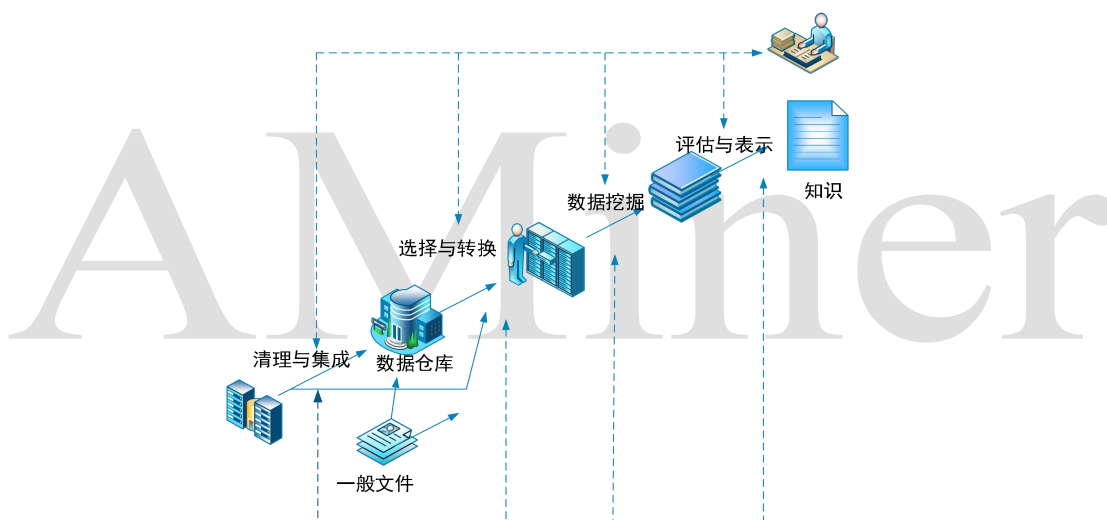 评估与表示
知识
数据挖掘
选择与转换
清理与集成
数据仓库
一般文件
AMiner